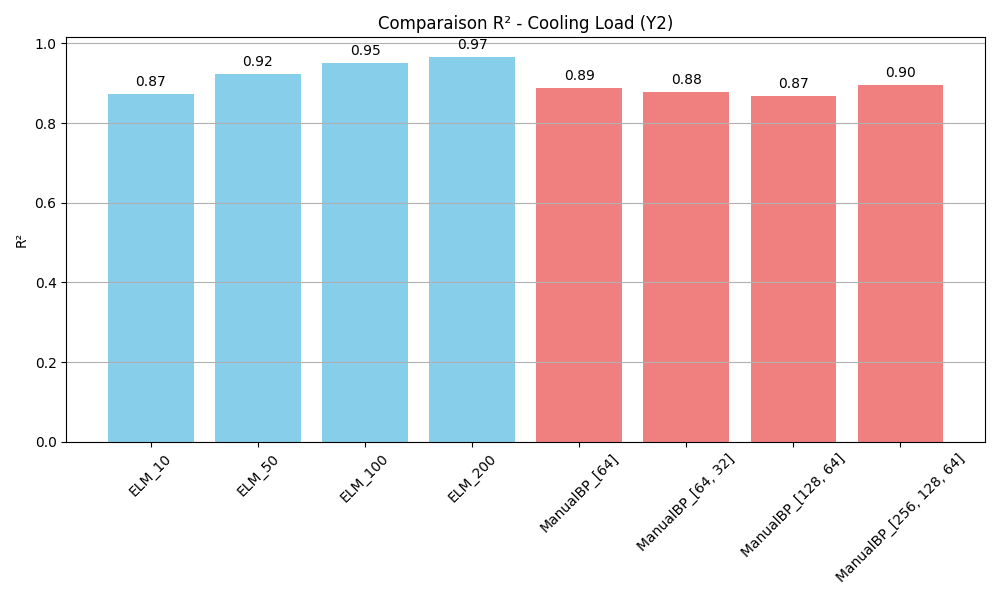 Comparaison R² - Cooling Load (Y2)
R²
1.0
0.8
0.6
0.4
0.2
0.0
0.87
0.92
0.95
0.97
0.89
0.88
0.87
0.90
ELM_10
ELM_50
ELM_100
ELM_200
ManualBP_[64]
ManualBP_[64, 32]
ManualBP_[128, 64]
ManualBP_[256, 128, 64]